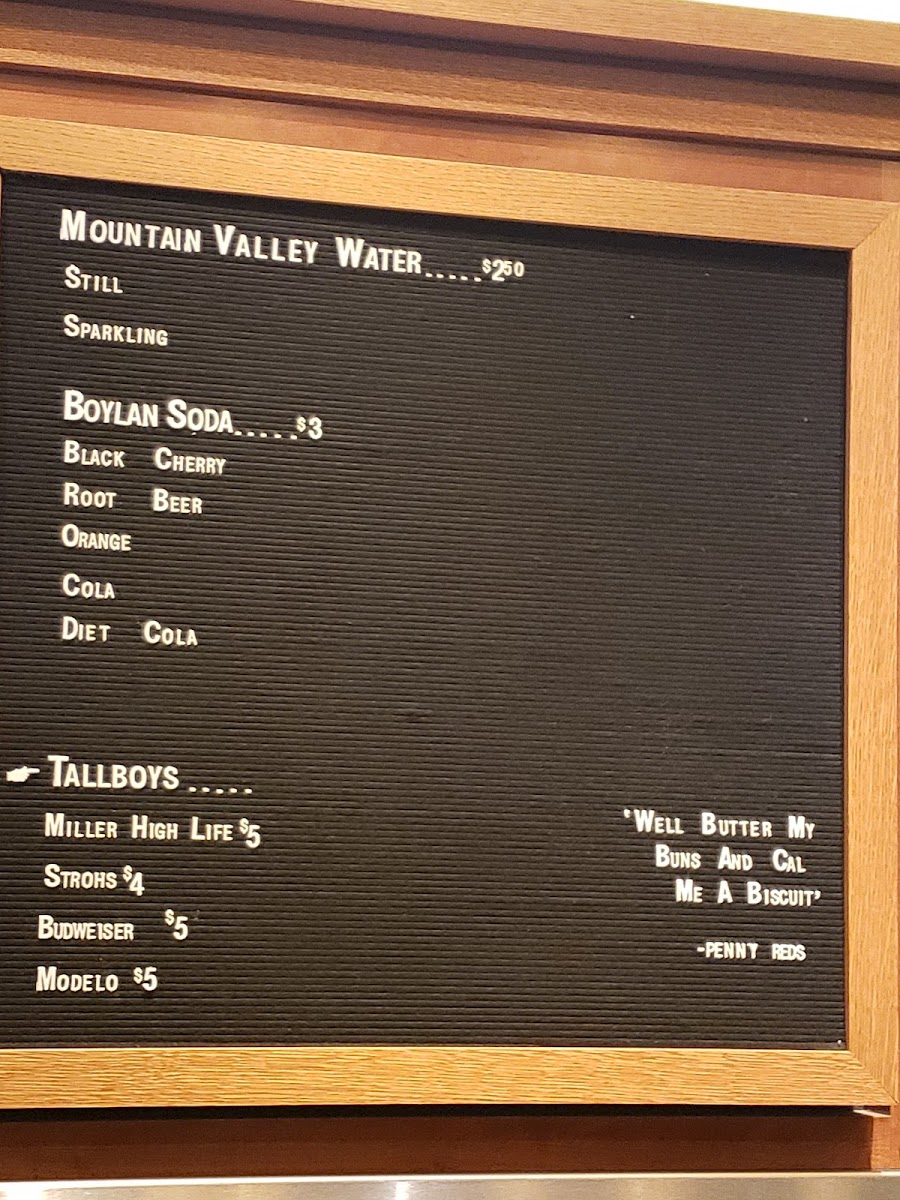 Mountain Valley Water.....$2.50
Still
Sparkling
Boylan Soda.....$3
Black Cherry
Root Beer
Orange
Cola
Diet Cola
Tallboys.....
Miller High Life $5
Strohs $4
Budweiser $5
Modelo $5
'Well Butter My
Buns And Cal
Me A Biscuit'
-PENNY REDS